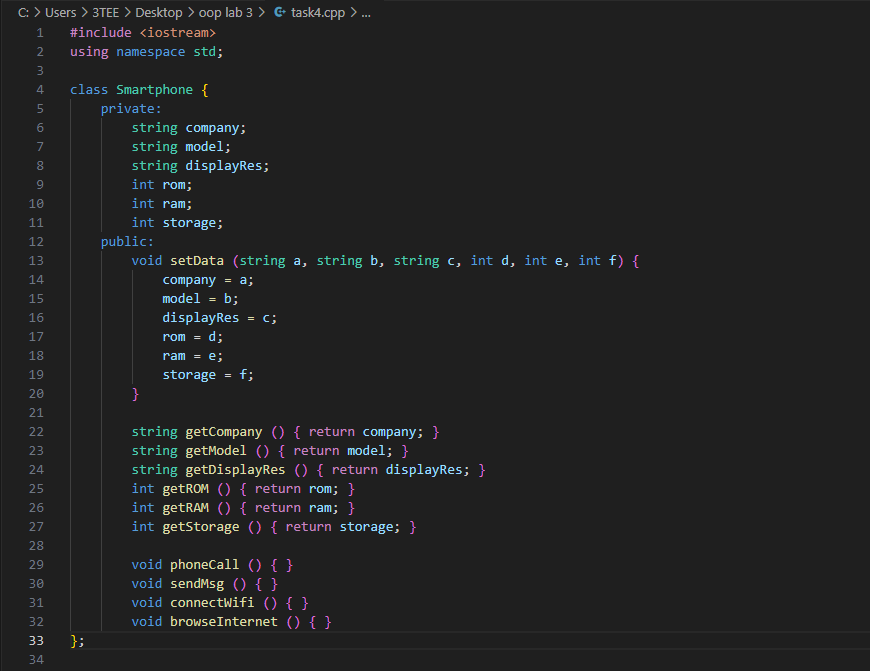 C: > Users > 3TEE > Desktop > oop lab 3 > task4.cpp > ...
1 #include <iostream>
2 using namespace std;
3
4 class Smartphone {
5     private:
6         string company;
7         string model;
8         string displayRes;
9         int rom;
10         int ram;
11         int storage;
12     public:
13         void setData (string a, string b, string c, int d, int e, int f) {
14             company = a;
15             model = b;
16             displayRes = c;
17             rom = d;
18             ram = e;
19             storage = f;
20         }
21
22         string getCompany () { return company; }
23         string getModel () { return model; }
24         string getDisplayRes () { return displayRes; }
25         int getROM () { return rom; }
26         int getRAM () { return ram; }
27         int getStorage () { return storage; }
28
29         void phoneCall () { }
30         void sendMsg () { }
31         void connectWifi () { }
32         void browseInternet () { }
33 };
34